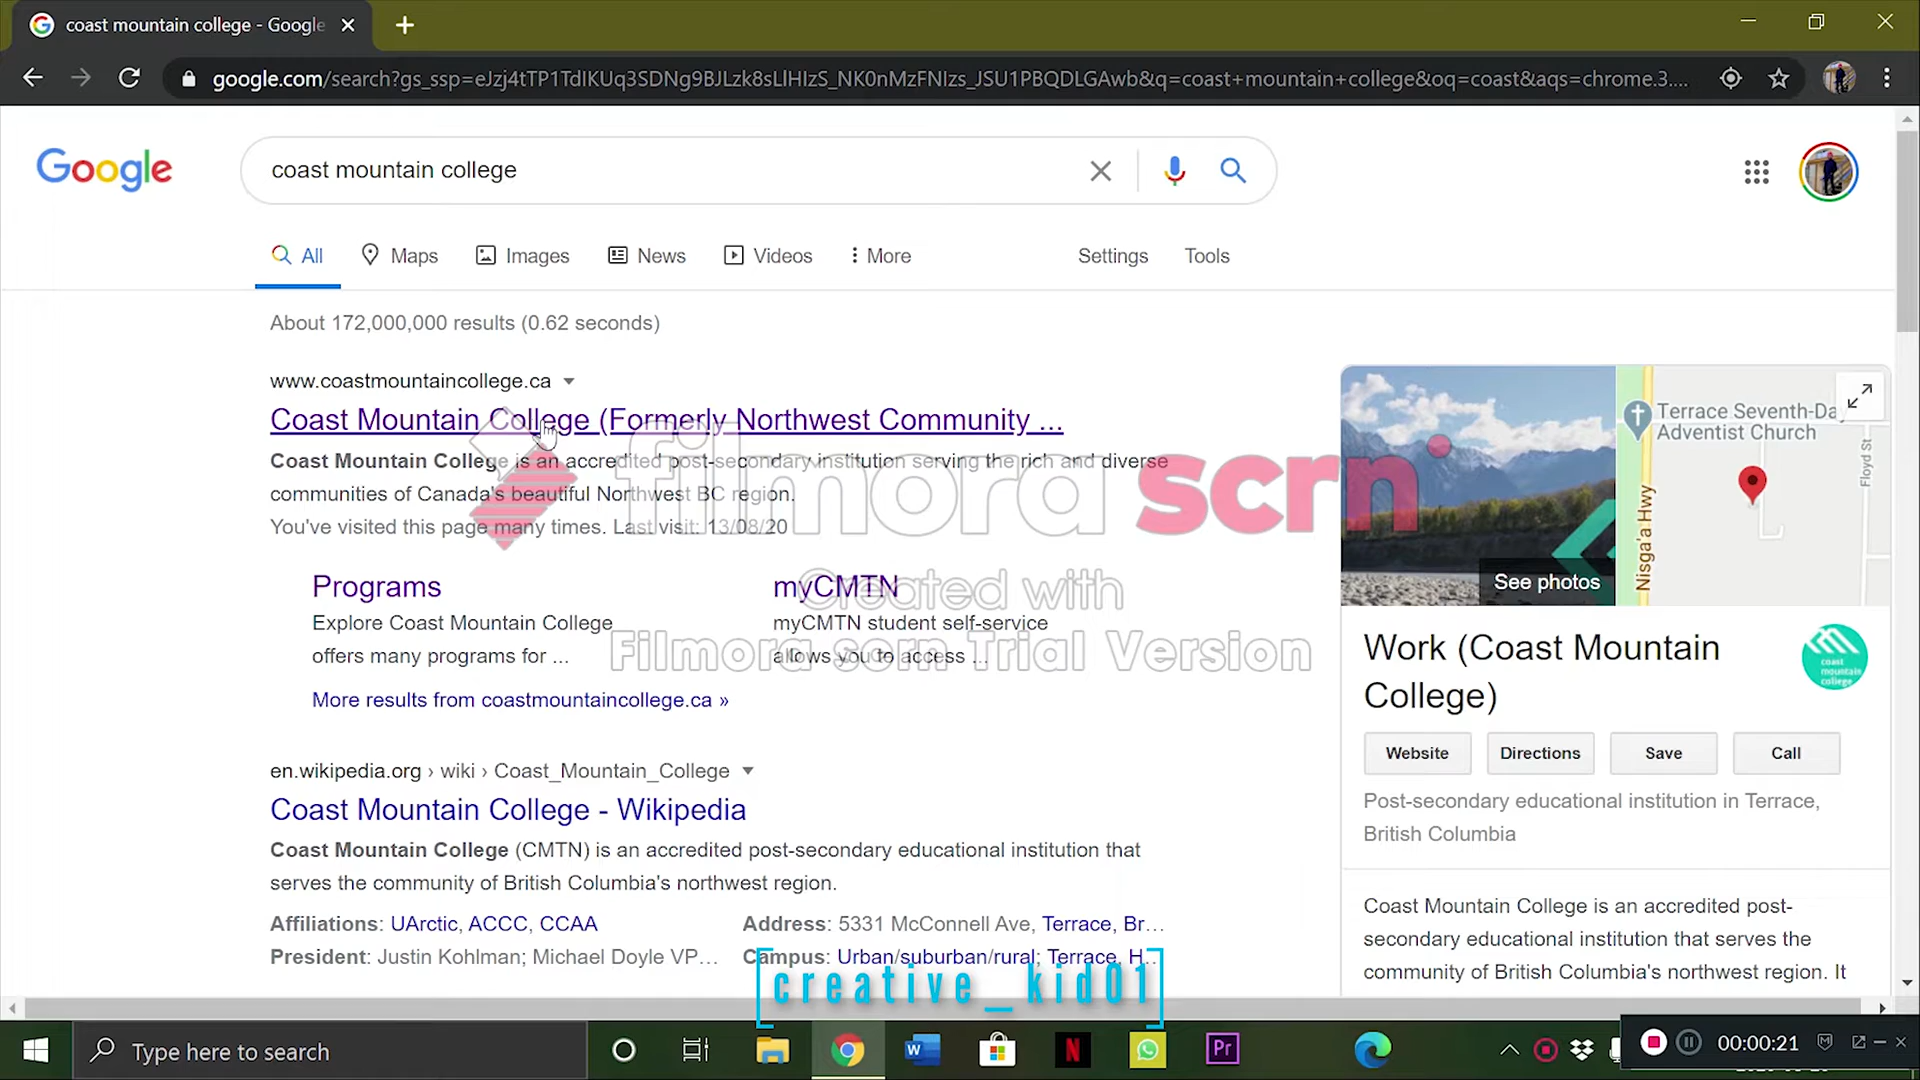 coast mountain college - Google
google.com/search?gs_ssp=eJzj4tTP1TdIKUq3SDNg9BJLzk8sLlHIzS_NK0nMzFNIzs_JSU1PBQDLGAwb&q=coast+mountain+college&oq=coast&aqs=chrome.3....
Google
coast mountain college
All
Maps
Images
News
Videos
More
Settings
Tools
About 172,000,000 results (0.62 seconds)
www.coastmountaincollege.ca
Coast Mountain College (Formerly Northwest Community ...
Coast Mountain College is an accredited post-secondary institution serving the rich and diverse
communities of Canada's beautiful Northwest BC region.
You've visited this page many times. Last visit: 13/08/20
filmora scrn
Created with
Filmora scrn Trial Version
Programs
Explore Coast Mountain College
offers many programs for ...
myCMTN
myCMTN student self-service
allows you to access ...
More results from coastmountaincollege.ca »
en.wikipedia.org › wiki › Coast_Mountain_College
Coast Mountain College - Wikipedia
Coast Mountain College (CMTN) is an accredited post-secondary educational institution that
serves the community of British Columbia's northwest region.
Affiliations: UArctic, ACCC, CCAA
Address: 5331 McConnell Ave, Terrace, Br...
President: Justin Kohlman; Michael Doyle VP...
Campus: Urban/suburban/rural; Terrace, H...
creative_kid01
Terrace Seventh-Day
Adventist Church
Floyd St
Nisga'a Hwy
See photos
Work (Coast Mountain
College)
coast
mountain
college
Website
Directions
Save
Call
Post-secondary educational institution in Terrace,
British Columbia
Coast Mountain College is an accredited post-
secondary educational institution that serves the
community of British Columbia's northwest region. It
Type here to search
W
N
Pr
00:00:21